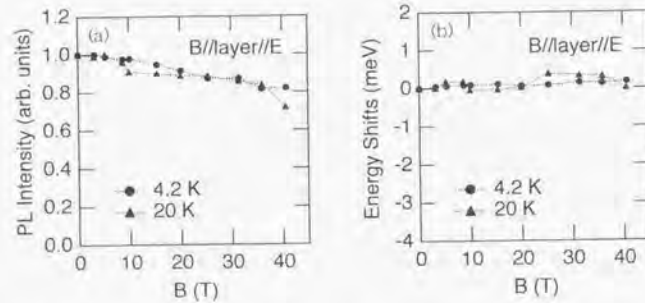 (a)
B//layer//E
PL Intensity (arb. units)
1.2
1.0
0.8
0.6
0.4
0.2
0.0
4.2 K
20 K
0 10 20 30 40
B (T)
(b)
B//layer//E
Energy Shifts (meV)
2
1
0
-1
-2
-3
-4
4.2 K
20 K
0 10 20 30 40
B (T)